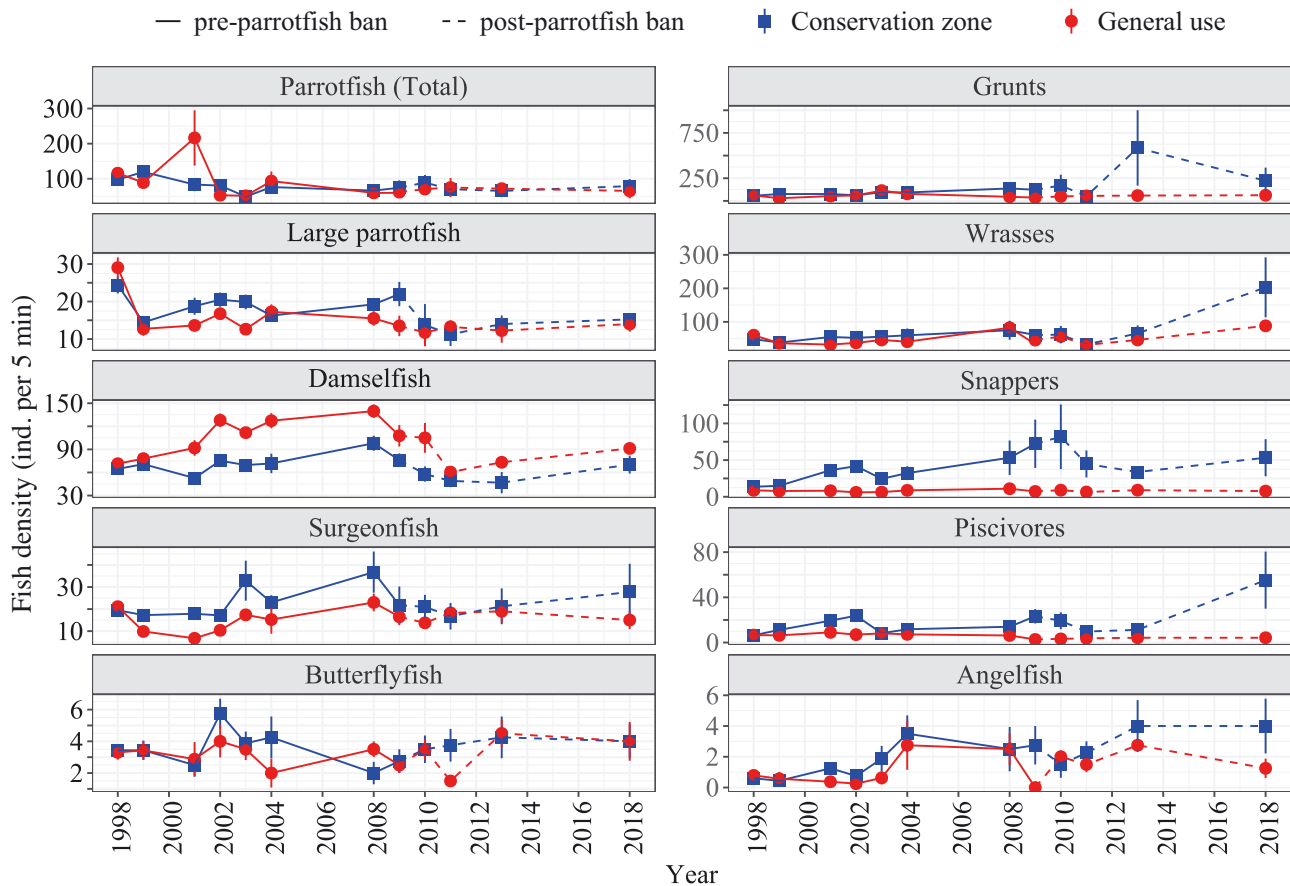 pre-parrotfish ban post-parrotfish ban Conservation zone General use
Parrotfish (Total)
300
200
100
Grunts
750
250
Large parrotfish
30
20
10
Wrasses
300
200
100
Damselfish
150
90
30
Snappers
100
50
0
Surgeonfish
30
10
Piscivores
80
40
20
0
Butterflyfish
6
4
2
Angelfish
6
4
2
0
1998 2000 2002 2004 2006 2008 2010 2012 2014 2016 2018
1998 2000 2002 2004 2006 2008 2010 2012 2014 2016 2018
Fish density (ind. per 5 min)
Year